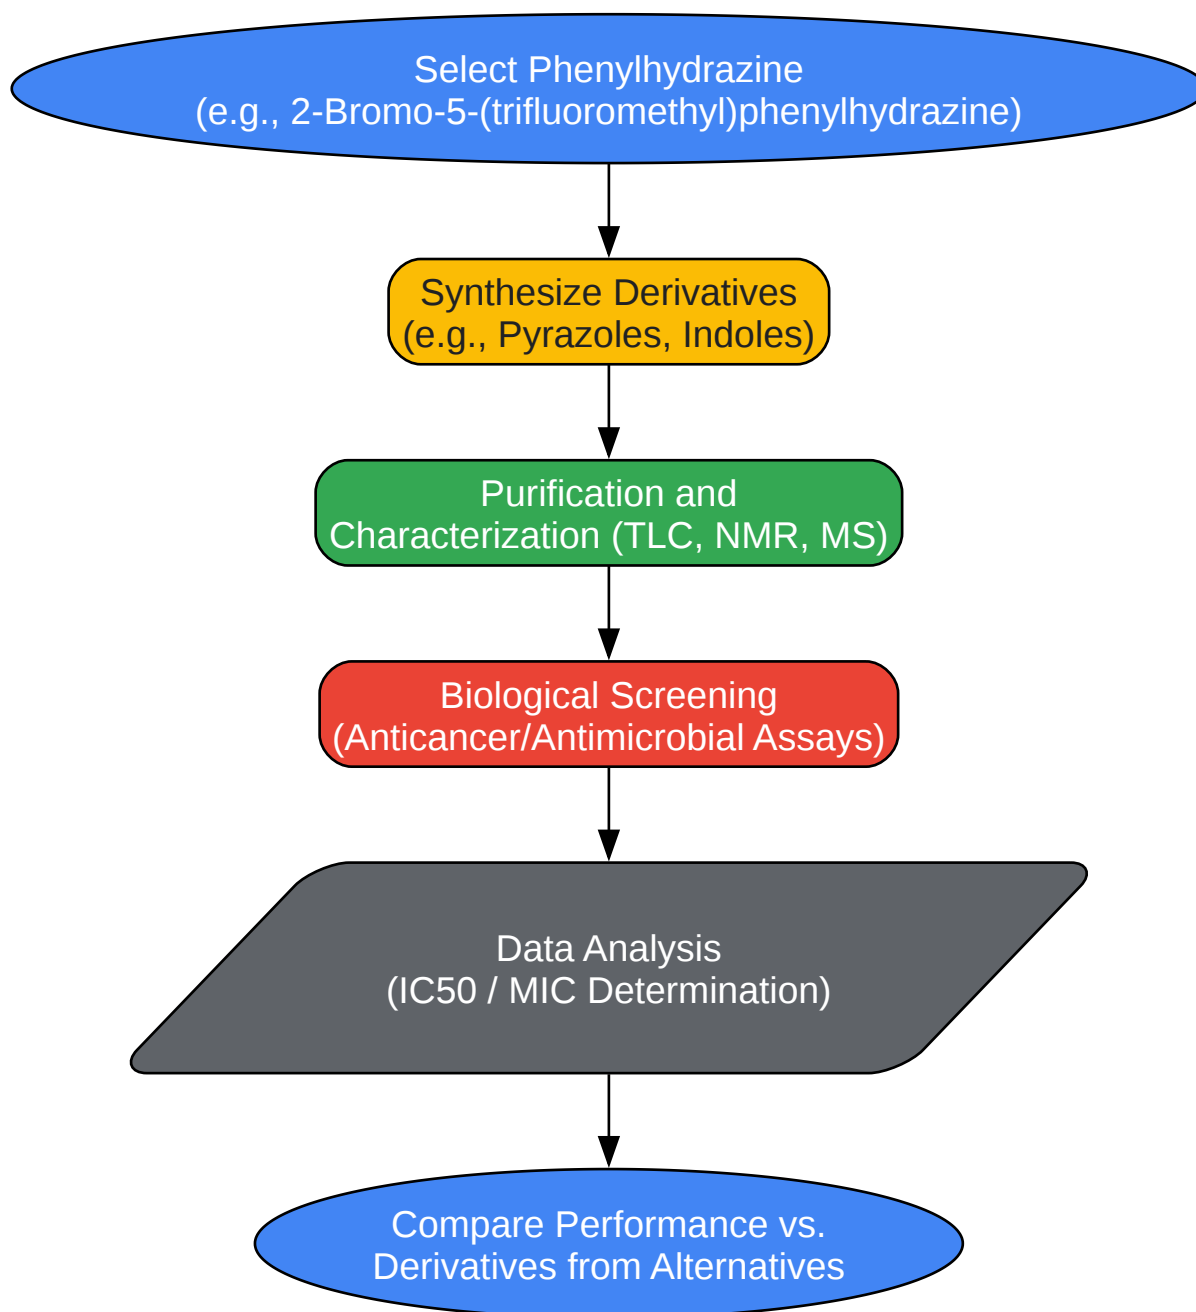 Select Phenylhydrazine
(e.g., 2-Bromo-5-(trifluoromethyl)phenylhydrazine)
Synthesize Derivatives
(e.g., Pyrazoles, Indoles)
Purification and
Characterization (TLC, NMR, MS)
Biological Screening
(Anticancer/Antimicrobial Assays)
Data Analysis
(IC50 / MIC Determination)
Compare Performance vs.
Derivatives from Alternatives